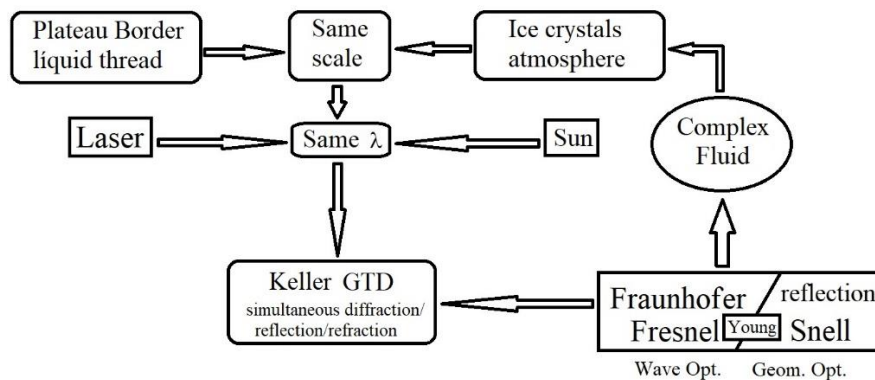 Plateau Border
liquid thread
Same
scale
Ice crystals
atmosphere
Laser
Same λ
Sun
Complex
Fluid
Keller GTD
simultaneous diffraction/
reflection/refraction
Fraunhofer
Fresnel
Young
reflection
Snell
Wave Opt.
Geom. Opt.